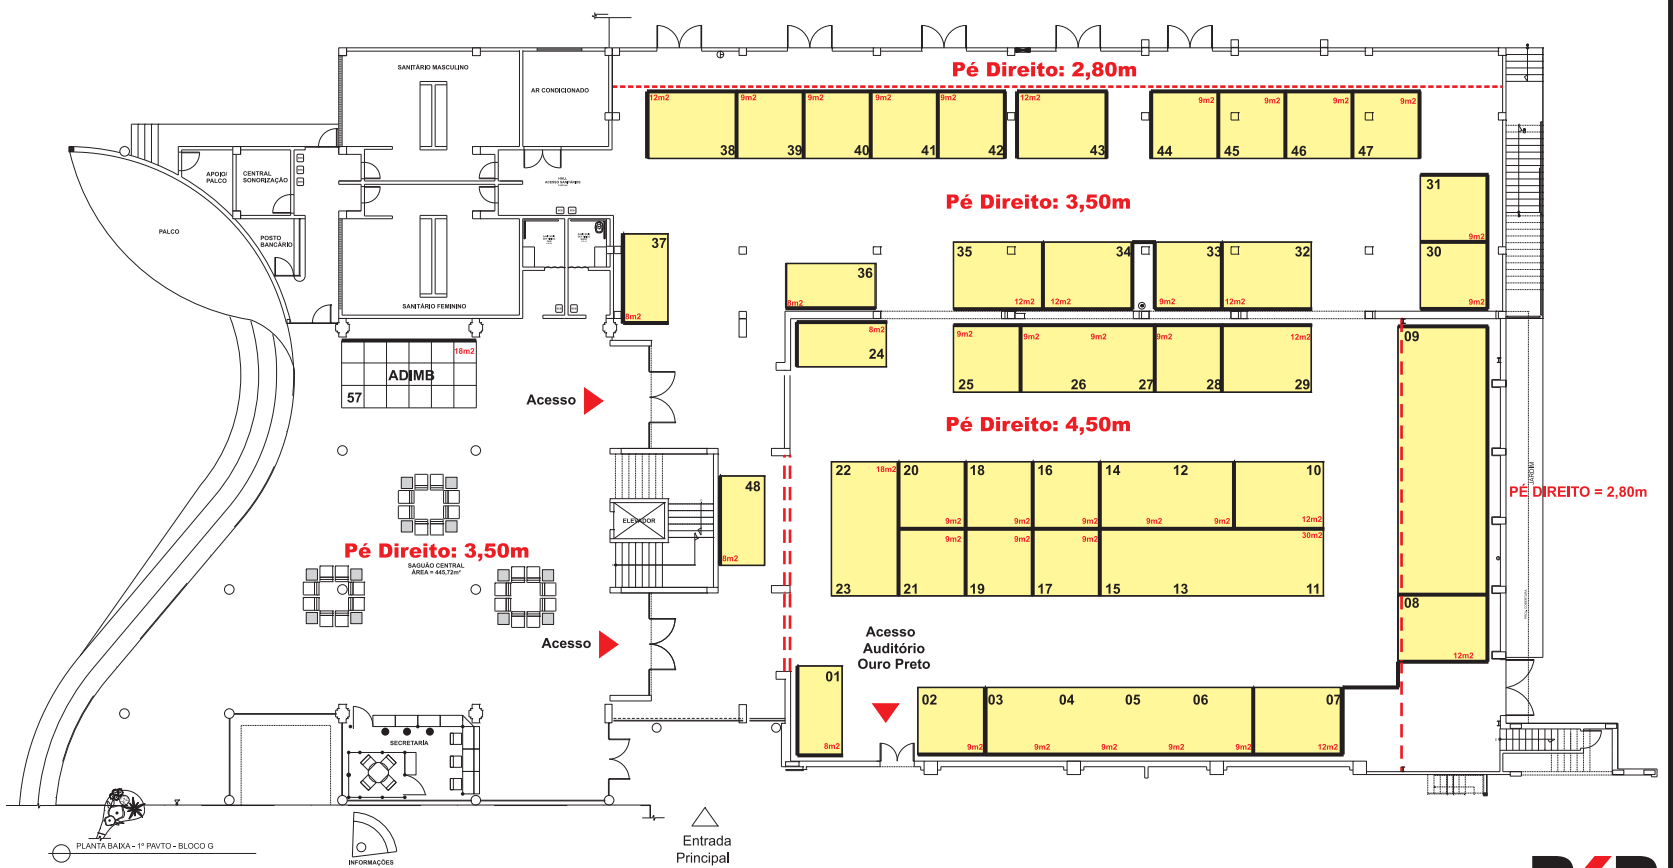 Pé Direito: 2,80m
SANITÁRIO MASCULINO
AR CONDICIONADO
12m2
9m2
9m2
9m2
9m2
12m2
9m2
9m2
9m2
9m2
38
39
40
41
42
43
44
45
46
47
APOIO/
PALCO
CENTRAL
SONORIZAÇÃO
HALL
ACESSO SANITÁRIOS
31
9m2
30
9m2
Pé Direito: 3,50m
PALCO
POSTO
BANCÁRIO
SANITÁRIO FEMININO
37
8m2
36
8m2
35
12m2
34
12m2
33
9m2
32
12m2
24
8m2
9m2
9m2
9m2
9m2
12m2
25
26
27
28
29
09
18m2
ADIMB
57
Acesso
Pé Direito: 4,50m
22
18m2
20
18
16
14
12
10
9m2
9m2
9m2
9m2
9m2
12m2
9m2
9m2
9m2
30m2
23
21
19
17
15
13
11
48
8m2
ELEVADOR
JARDIM
PÉ DIREITO = 2,80m
Pé Direito: 3,50m
SAGUÃO CENTRAL
ÁREA = 445,72m²
08
12m2
Acesso
Acesso
Auditório
Ouro Preto
01
8m2
02
03
04
05
06
07
9m2
9m2
9m2
9m2
9m2
12m2
SECRETARIA
PLANTA BAIXA - 1º PAVTO - BLOCO G
INFORMAÇÕES
Entrada
Principal